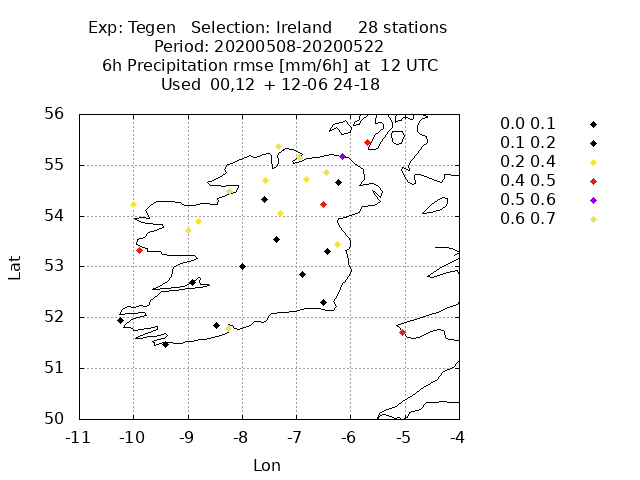 Exp: Tegen Selection: Ireland 28 stations
Period: 20200508-20200522
6h Precipitation rmse [mm/6h] at 12 UTC
Used 00,12 + 12-06 24-18
56
55
54
53
52
51
50
-11 -10 -9 -8 -7 -6 -5 -4
Lat
Lon
0.0 0.1
0.1 0.2
0.2 0.4
0.4 0.5
0.5 0.6
0.6 0.7